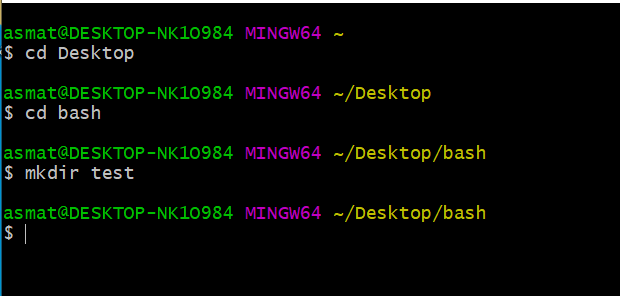 asmat@DESKTOP-NK1O984 MINGW64 ~
$ cd Desktop
asmat@DESKTOP-NK1O984 MINGW64 ~/Desktop
$ cd bash
asmat@DESKTOP-NK1O984 MINGW64 ~/Desktop/bash
$ mkdir test
asmat@DESKTOP-NK1O984 MINGW64 ~/Desktop/bash
$